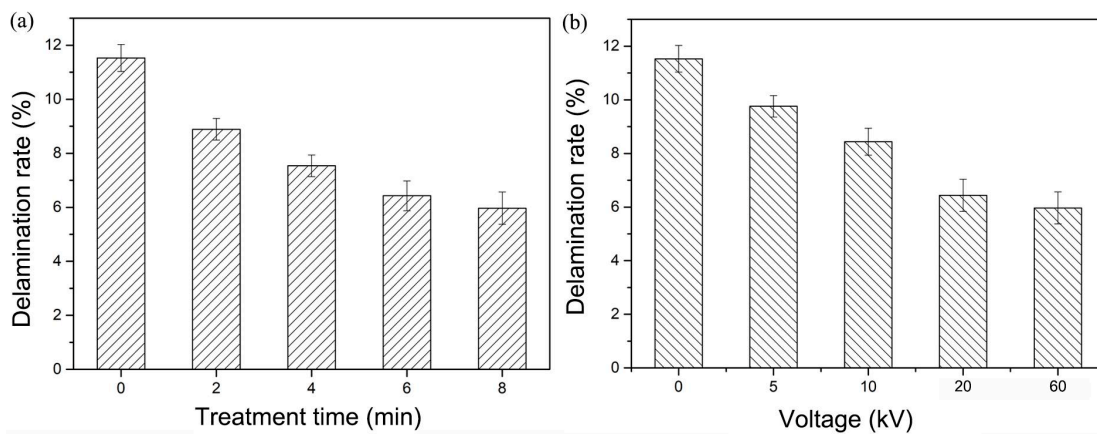 (a)
Delamination rate (%)
12
10
8
6
4
2
0
0 2 4 6 8
Treatment time (min)
(b)
Delamination rate (%)
12
10
8
6
4
2
0
0 5 10 20 60
Voltage (kV)